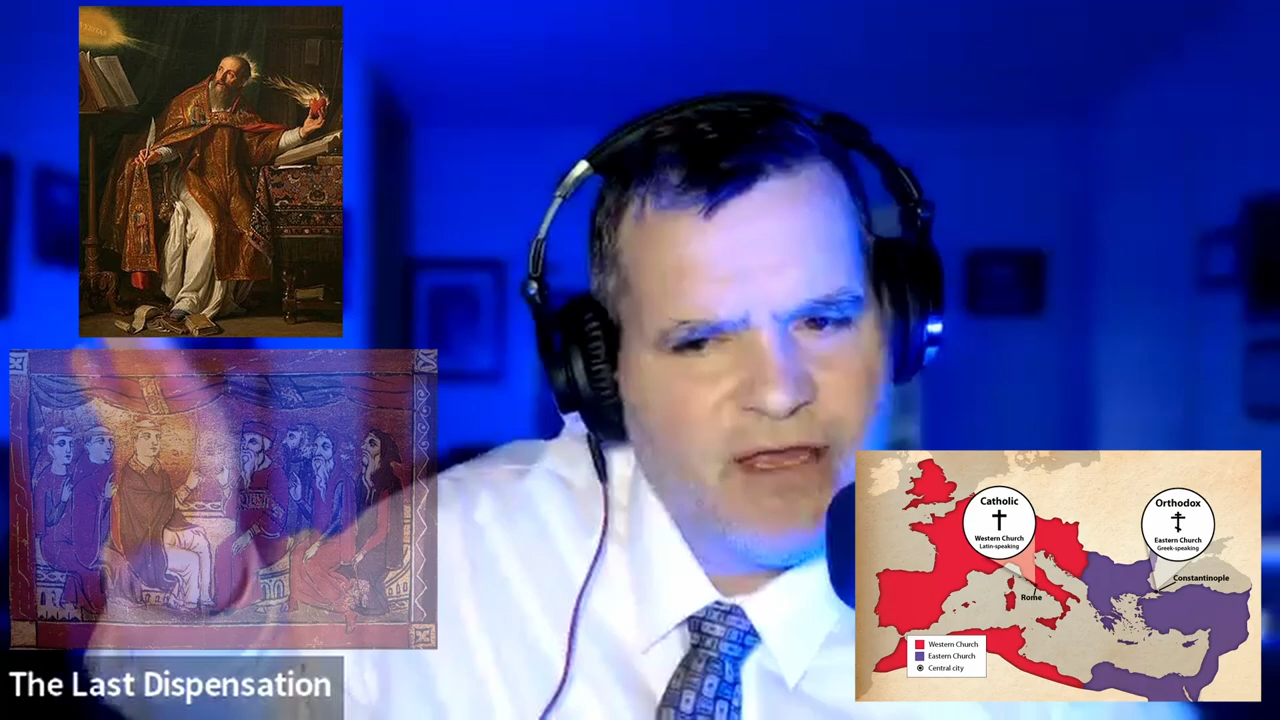 The Last Dispensation
Catholic
Western Church
Latin-speaking
Orthodox
Eastern Church
Greek-speaking
Constantinople
Rome
Western Church
Eastern Church
Central city